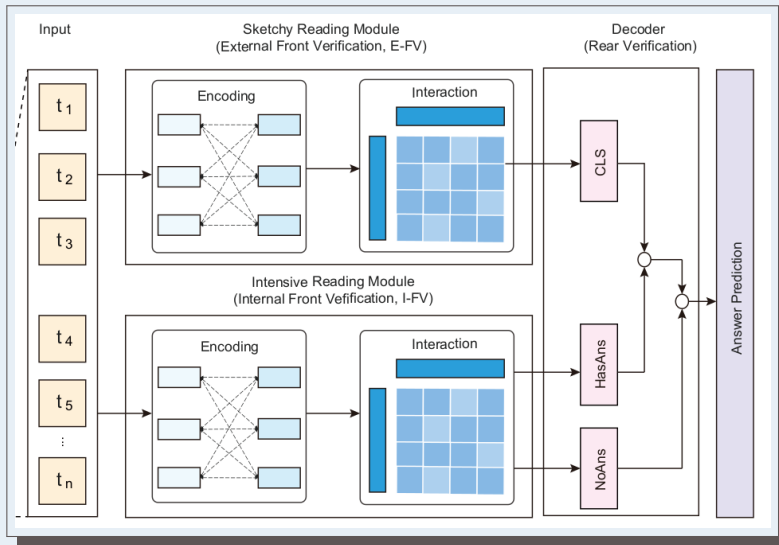 Input
Sketchy Reading Module
(External Front Verification, E-FV)
Decoder
(Rear Verification)
t1
t2
t3
t4
t5
...
tn
Encoding
Interaction
Intensive Reading Module
(Internal Front Vefification, I-FV)
Encoding
Interaction
CLS
HasAns
NoAns
Answer Prediction